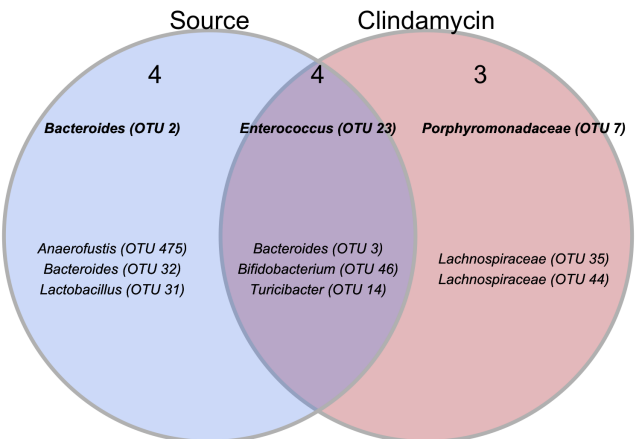 Source
Clindamycin
4
4
3
Bacteroides (OTU 2)
Enterococcus (OTU 23)
Porphyromonadaceae (OTU 7)
Anaerofustis (OTU 475)
Bacteroides (OTU 32)
Lactobacillus (OTU 31)
Bacteroides (OTU 3)
Bifidobacterium (OTU 46)
Turicibacter (OTU 14)
Lachnospiraceae (OTU 35)
Lachnospiraceae (OTU 44)